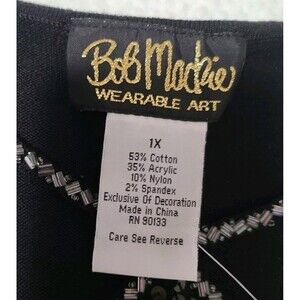 Bob Mackie
WEARABLE ART
1X
53% Cotton
35% Acrylic
10% Nylon
2% Spandex
Exclusive Of Decoration
Made in China
RN 90133
Care See Reverse